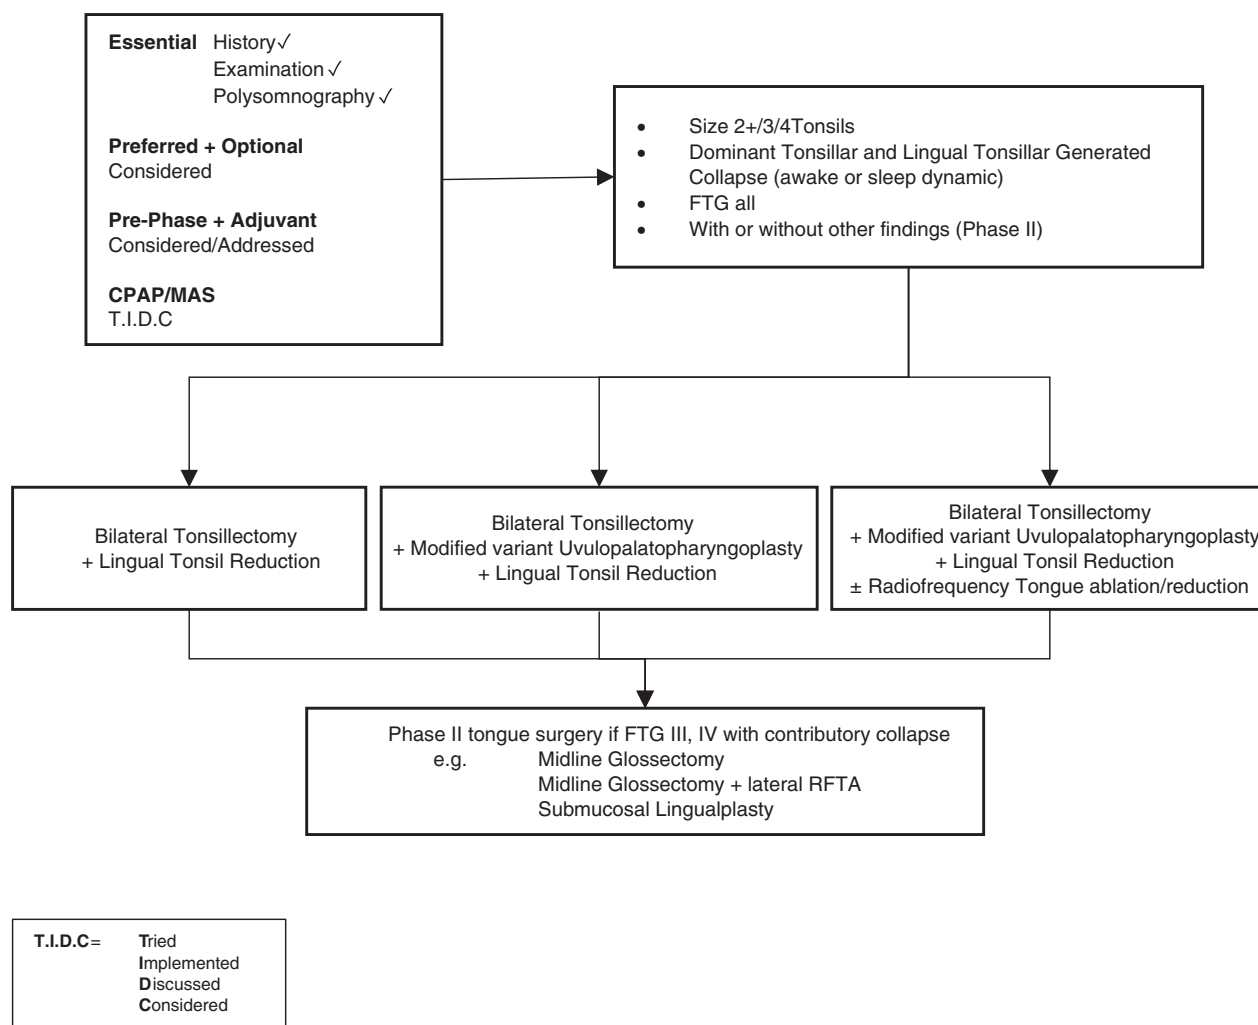 Essential History✓
Examination✓
Polysomnography✓
Preferred + Optional
Considered
Pre-Phase + Adjuvant
Considered/Addressed
CPAP/MAS
T.I.D.C
• Size 2+/3/4Tonsils
• Dominant Tonsillar and Lingual Tonsillar Generated
Collapse (awake or sleep dynamic)
• FTG all
• With or without other findings (Phase II)
Bilateral Tonsillectomy
+ Lingual Tonsil Reduction
Bilateral Tonsillectomy
+ Modified variant Uvulopalatopharyngoplasty
+ Lingual Tonsil Reduction
Bilateral Tonsillectomy
+ Modified variant Uvulopalatopharyngoplasty
+ Lingual Tonsil Reduction
± Radiofrequency Tongue ablation/reduction
Phase II tongue surgery if FTG III, IV with contributory collapse
e.g. Midline Glossectomy
Midline Glossectomy + lateral RFTA
Submucosal Lingualplasty
T.I.D.C= Tried
Implemented
Discussed
Considered